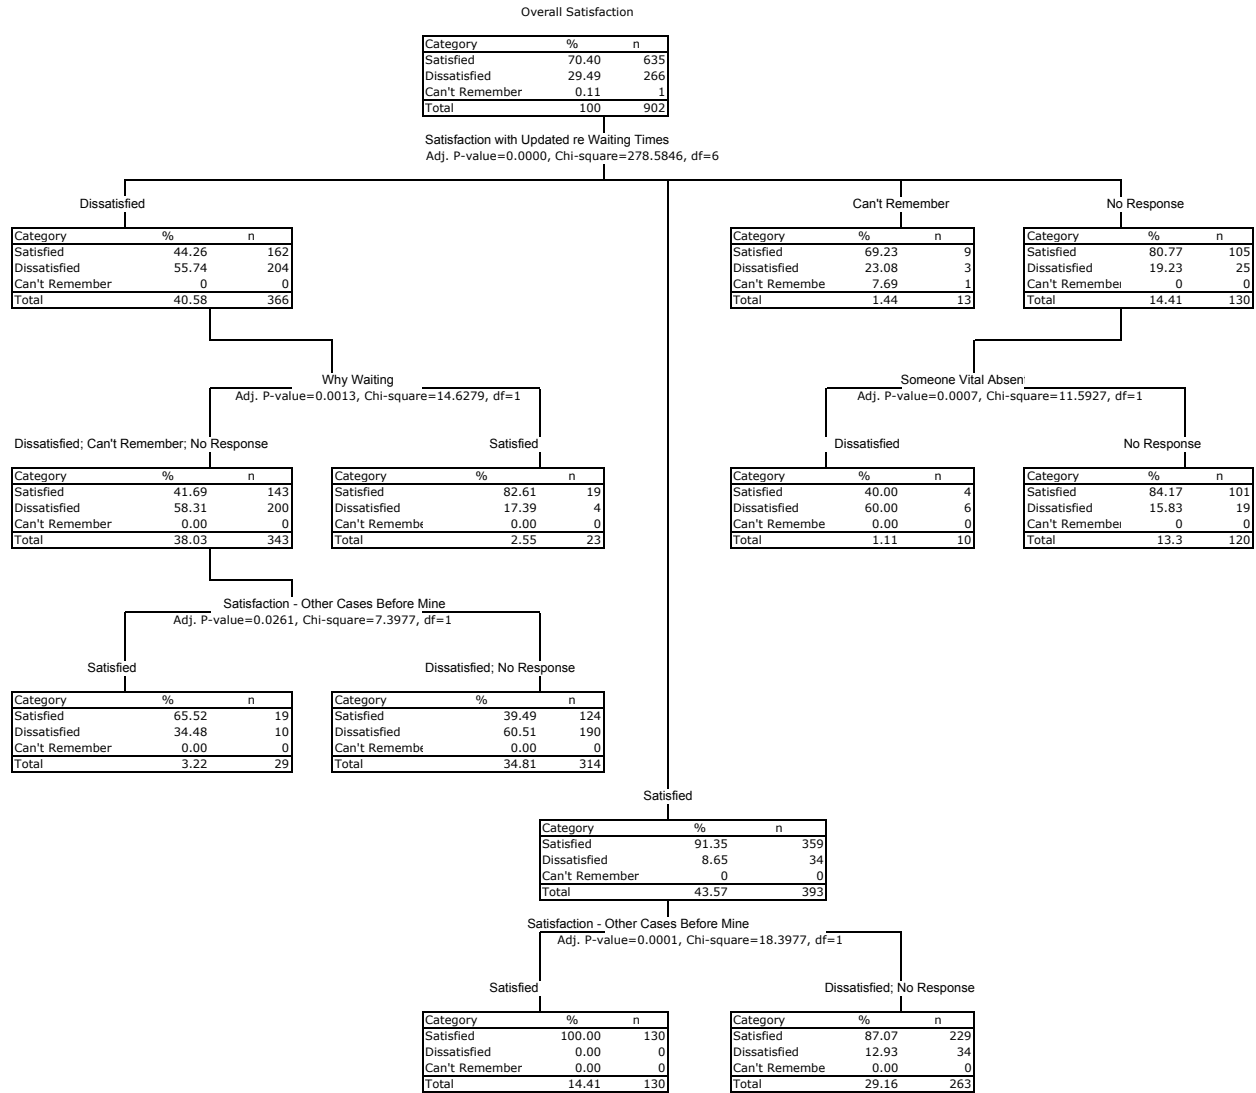 Overall Satisfaction
Category % n
Satisfied 70.40 635
Dissatisfied 29.49 266
Can't Remember 0.11 1
Total 100 902
Satisfaction with Updated re Waiting Times
Adj. P-value=0.0000, Chi-square=278.5846, df=6
Dissatisfied
Category % n
Satisfied 44.26 162
Dissatisfied 55.74 204
Can't Remember 0 0
Total 40.58 366
Can't Remember
Category % n
Satisfied 69.23 9
Dissatisfied 23.08 3
Can't Remembe 7.69 1
Total 1.44 13
No Response
Category % n
Satisfied 80.77 105
Dissatisfied 19.23 25
Can't Remember 0 0
Total 14.41 130
Why Waiting
Adj. P-value=0.0013, Chi-square=14.6279, df=1
Someone Vital Absent
Adj. P-value=0.0007, Chi-square=11.5927, df=1
Dissatisfied; Can't Remember; No Response
Category % n
Satisfied 41.69 143
Dissatisfied 58.31 200
Can't Remember 0.00 0
Total 38.03 343
Satisfied
Category % n
Satisfied 82.61 19
Dissatisfied 17.39 4
Can't Remembe 0.00 0
Total 2.55 23
Dissatisfied
Category % n
Satisfied 40.00 4
Dissatisfied 60.00 6
Can't Remembe 0.00 0
Total 1.11 10
No Response
Category % n
Satisfied 84.17 101
Dissatisfied 15.83 19
Can't Remember 0 0
Total 13.3 120
Satisfaction - Other Cases Before Mine
Adj. P-value=0.0261, Chi-square=7.3977, df=1
Satisfied
Category % n
Satisfied 65.52 19
Dissatisfied 34.48 10
Can't Remember 0.00 0
Total 3.22 29
Dissatisfied; No Response
Category % n
Satisfied 39.49 124
Dissatisfied 60.51 190
Can't Remembe 0.00 0
Total 34.81 314
Satisfied
Category % n
Satisfied 91.35 359
Dissatisfied 8.65 34
Can't Remember 0 0
Total 43.57 393
Satisfaction - Other Cases Before Mine
Adj. P-value=0.0001, Chi-square=18.3977, df=1
Satisfied
Category % n
Satisfied 100.00 130
Dissatisfied 0.00 0
Can't Remember 0.00 0
Total 14.41 130
Dissatisfied; No Response
Category % n
Satisfied 87.07 229
Dissatisfied 12.93 34
Can't Remembe 0.00 0
Total 29.16 263